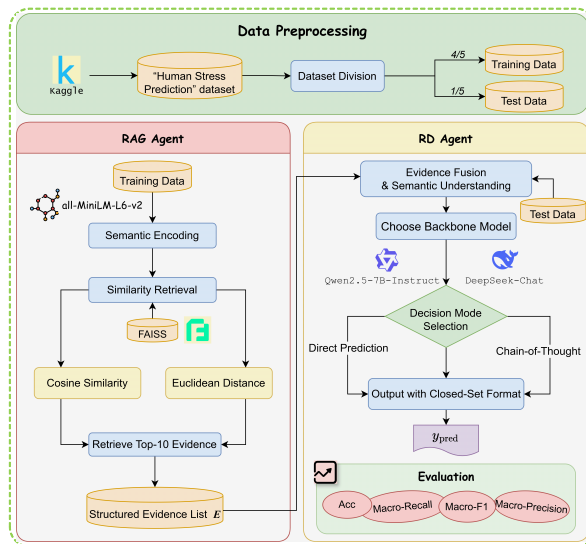 Data Preprocessing
Kaggle
"Human Stress
Prediction" dataset
Dataset Division
4/5
Training Data
1/5
Test Data
RAG Agent
Training Data
all-MiniLM-L6-v2
Semantic Encoding
Similarity Retrieval
FAISS
Cosine Similarity
Euclidean Distance
Retrieve Top-10 Evidence
Structured Evidence List E
RD Agent
Evidence Fusion
& Semantic Understanding
Test Data
Choose Backbone Model
Qwen2.5-7B-Instruct
DeepSeek-Chat
Decision Mode
Selection
Direct Prediction
Chain-of-Thought
Output with Closed-Set Format
ypred
Evaluation
Acc
Macro-Recall
Macro-F1
Macro-Precision